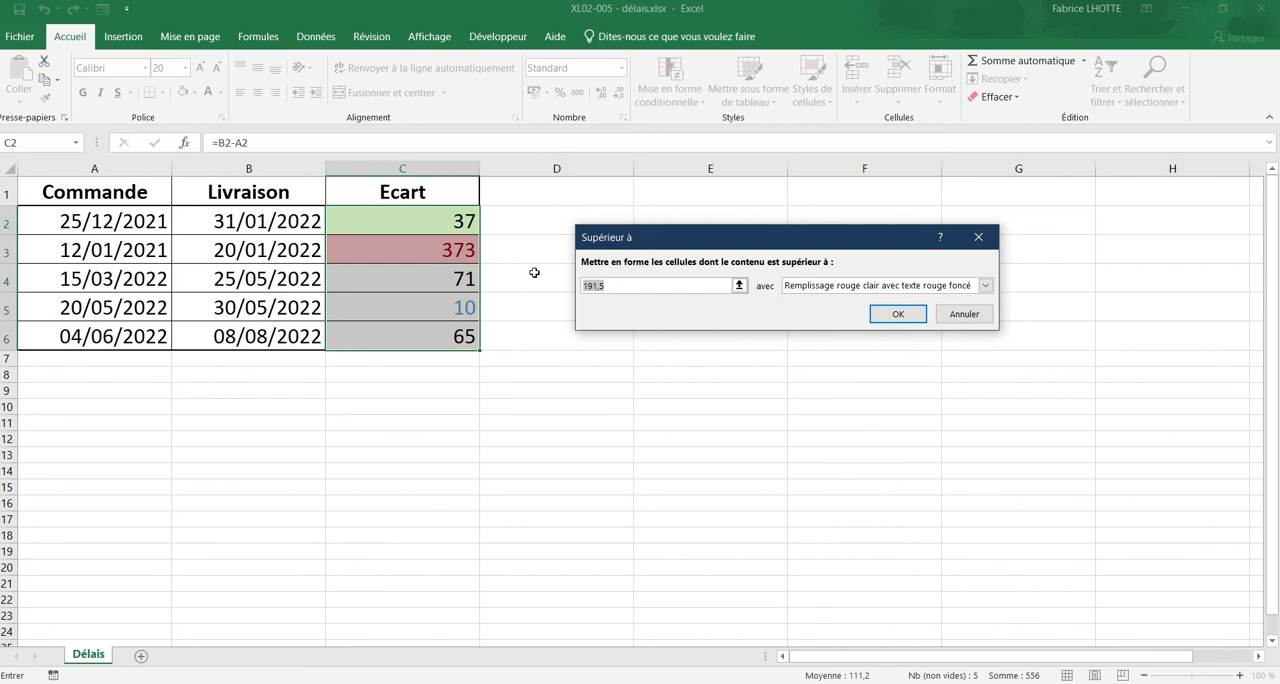 XL02-005 - délais.xlsx - Excel
Fabrice LHOTTE
Fichier Accueil Insertion Mise en page Formules Données Révision Affichage Développeur Aide Dites-nous ce que vous voulez faire Partager
Coller
Calibri 20
Renvoyer à la ligne automatiquement
Standard
Somme automatique
Recopier
Effacer
G I S
Fusionner et centrer
% 000
Mise en forme conditionnelle
Mettre sous forme de tableau
Styles de cellules
Insérer Supprimer Format
Trier et filtrer
Rechercher et sélectionner
Presse-papiers Police Alignement Nombre Styles Cellules Édition
C2 fx =B2-A2
A B C D E F G H
1 Commande Livraison Ecart
2 25/12/2021 31/01/2022 37
3 12/01/2021 20/01/2022 373
4 15/03/2022 25/05/2022 71
5 20/05/2022 30/05/2022 10
6 04/06/2022 08/08/2022 65
Supérieur à ?
Mettre en forme les cellules dont le contenu est supérieur à :
191,5 avec Remplissage rouge clair avec texte rouge foncé
OK Annuler
7
8
9
10
11
12
13
14
15
16
17
18
19
20
21
22
23
24
Délais
Entrer Moyenne : 111,2 Nb (non vides) : 5 Somme : 556 100 %